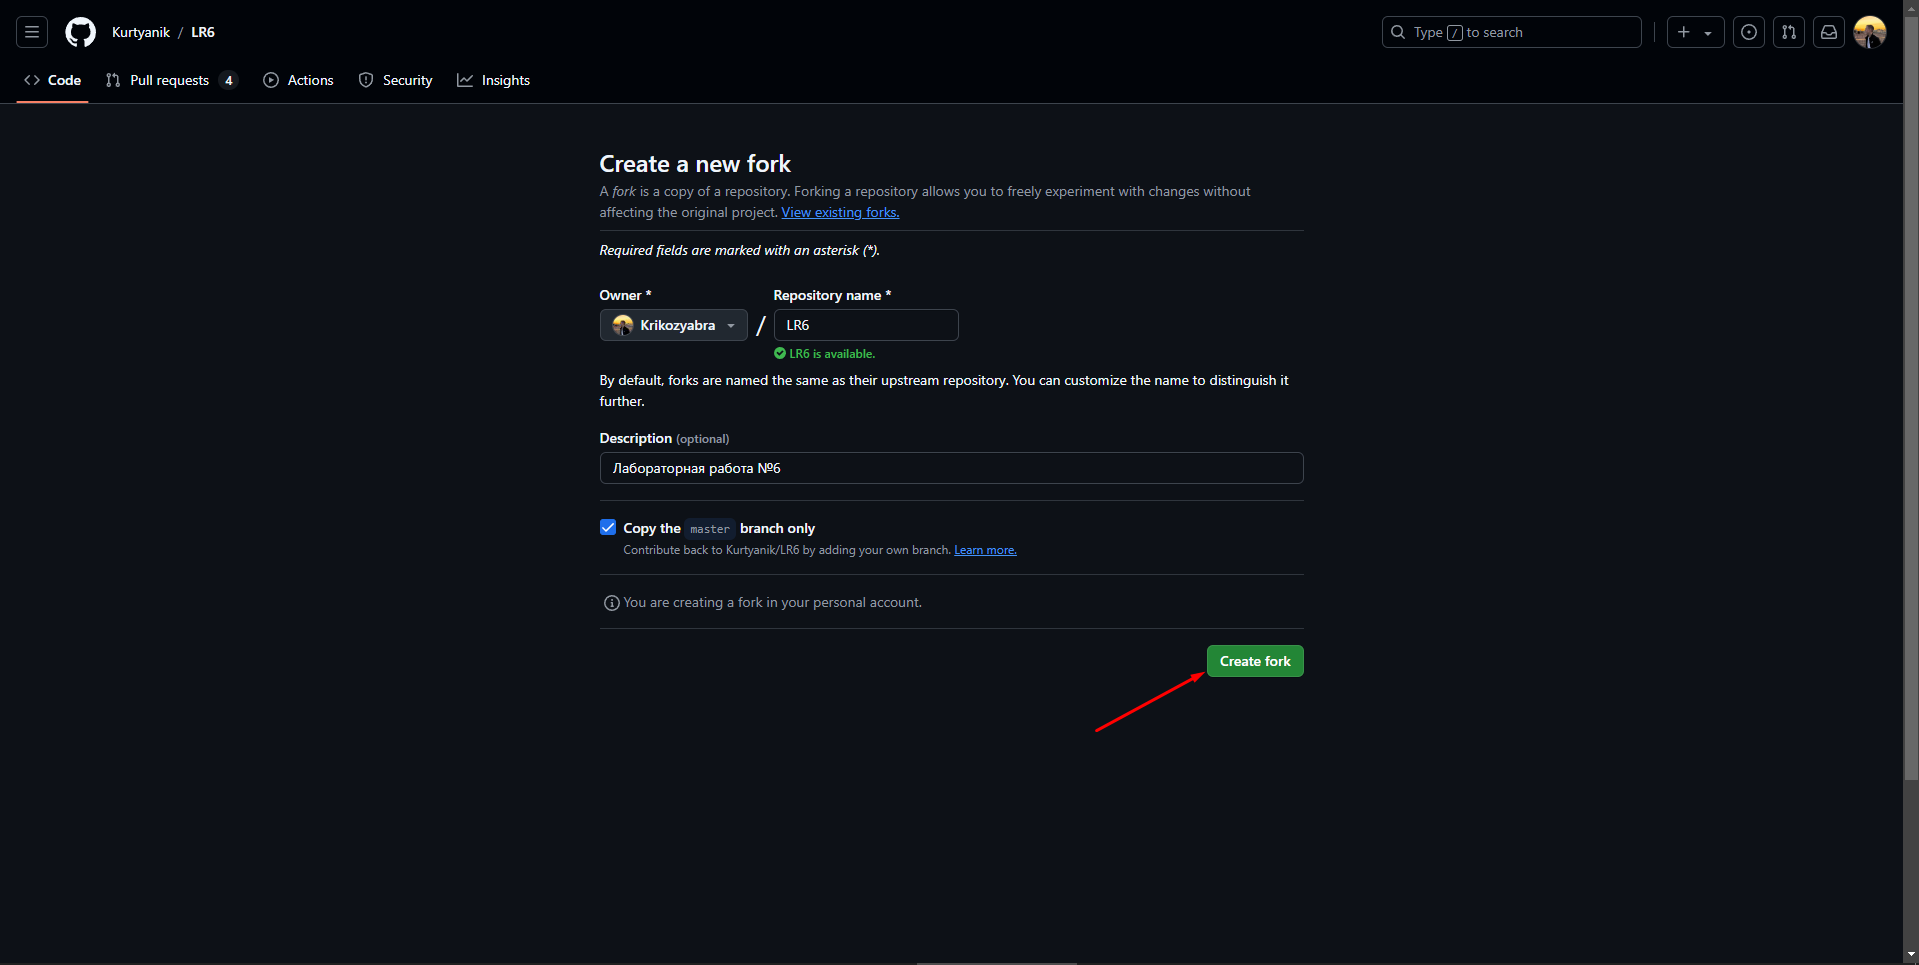 Kurtyanik / LR6
Type / to search
Code Pull requests 4 Actions Security Insights
Create a new fork
A fork is a copy of a repository. Forking a repository allows you to freely experiment with changes without
affecting the original project. View existing forks.
Required fields are marked with an asterisk (*).
Owner * Repository name *
Krikozyabra / LR6
LR6 is available.
By default, forks are named the same as their upstream repository. You can customize the name to distinguish it
further.
Description (optional)
Лабораторная работа №6
Copy the master branch only
Contribute back to Kurtyanik/LR6 by adding your own branch. Learn more.
You are creating a fork in your personal account.
Create fork